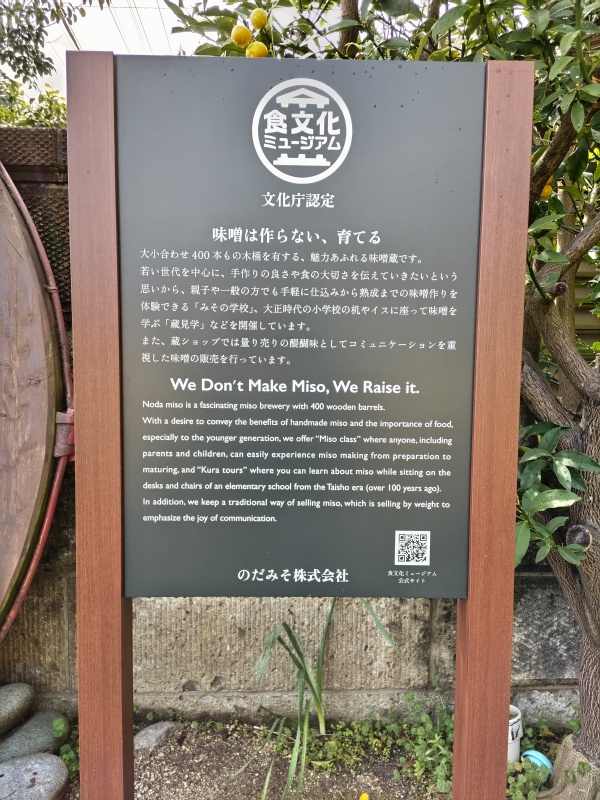 食文化
ミュージアム
文化庁認定
味噌は作らない、育てる
大小合わせ400本もの木桶を有する、魅力あふれる味噌蔵です。
若い世代を中心に、手作りの良さや食の大切さを伝えていきたいという
思いから、親子や一般の方でも手軽に仕込みから熟成までの味噌作りを
体験できる「みその学校」、大正時代の小学校の机やイスに座って味噌を
学ぶ「蔵見学」などを開催しています。
また、蔵ショップでは量り売りの醍醐味としてコミュニケーションを重
視した味噌の販売を行っています。
We Don't Make Miso, We Raise it.
Noda miso is a fascinating miso brewery with 400 wooden barrels.
With a desire to convey the benefits of handmade miso and the importance of food,
especially to the younger generation, we offer "Miso class" where anyone, including
parents and children, can easily experience miso making from preparation to
maturing, and "Kura tours" where you can learn about miso while sitting on the
desks and chairs of an elementary school from the Taisho era (over 100 years ago).
In addition, we keep a traditional way of selling miso, which is selling by weight to
emphasize the joy of communication.
のだみそ株式会社
食文化ミュージアム
公式サイト